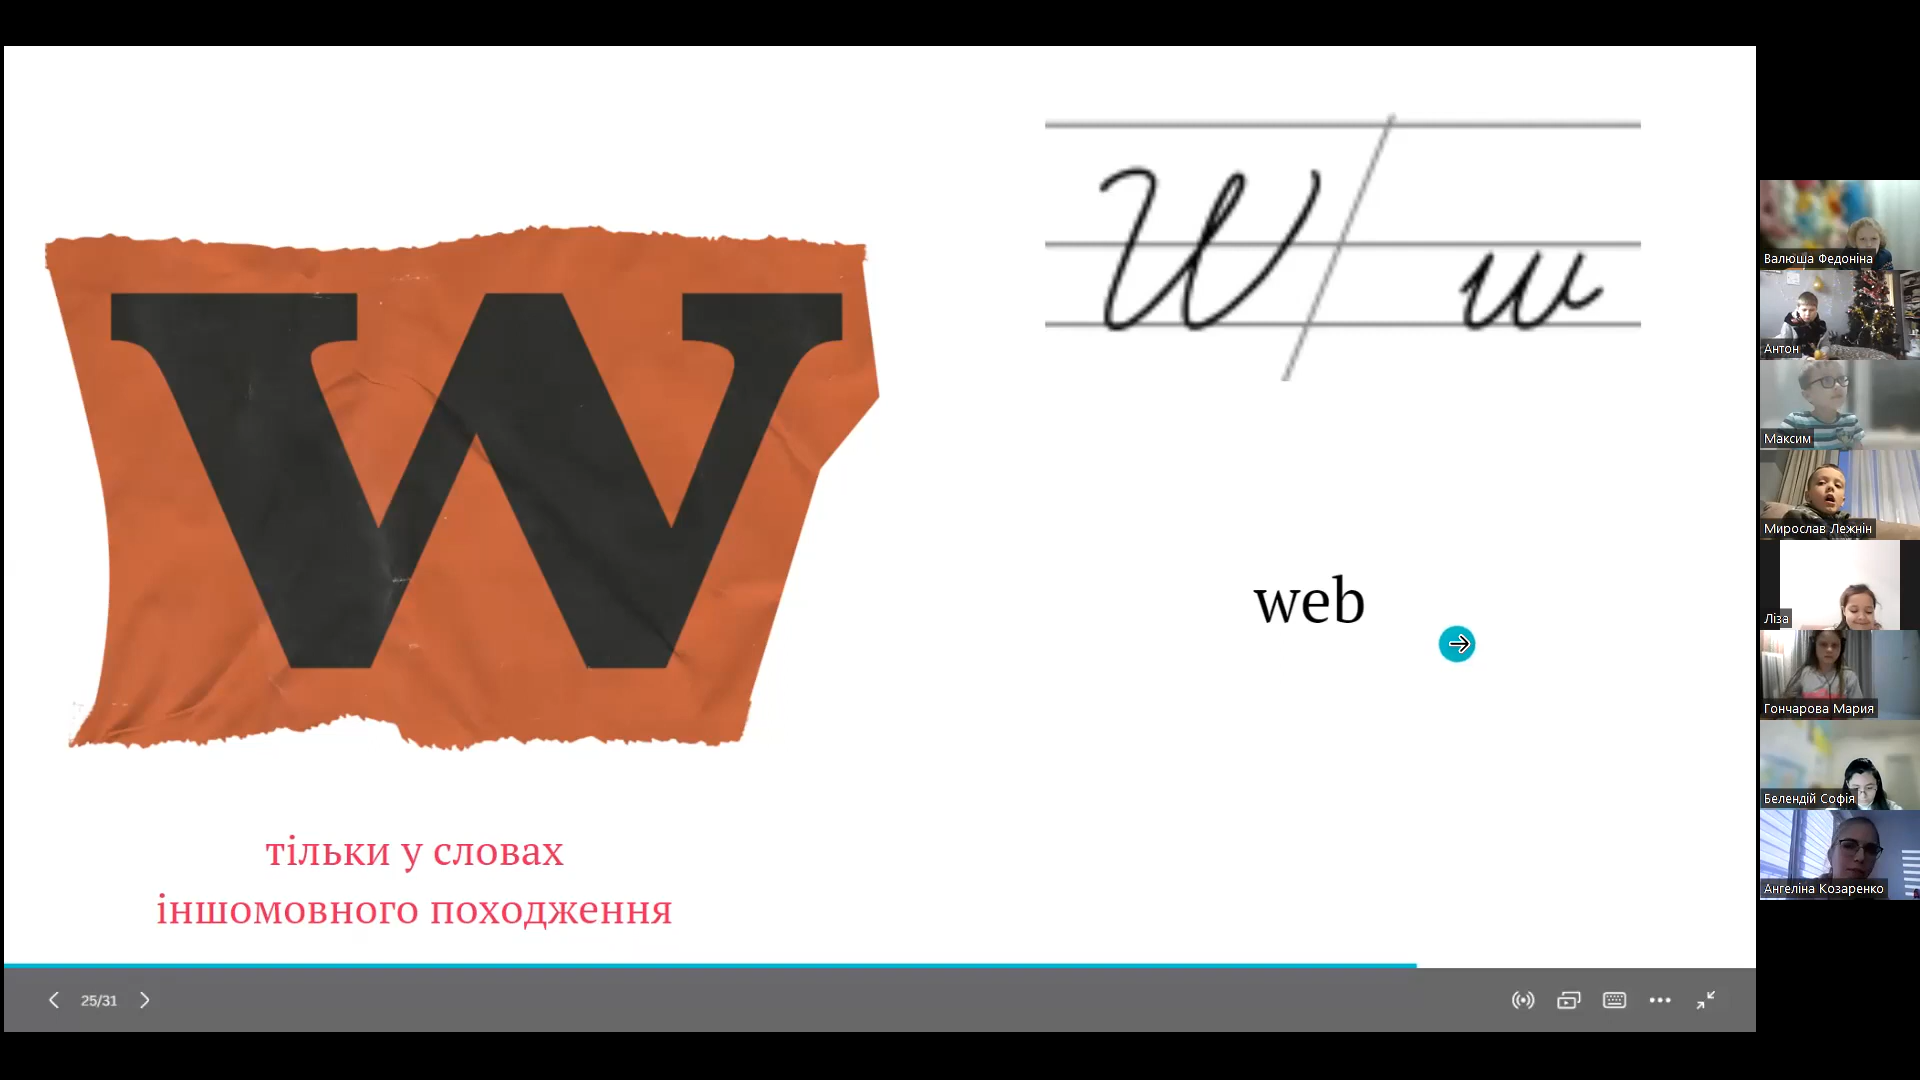 W
W w
web
тільки у словах
іншомовного походження
25/31
Валюша Федоніна
Антон
Максим
Мирослав Лежнін
Ліза
Гончарова Мария
Белендій Софія
Ангеліна Козаренко